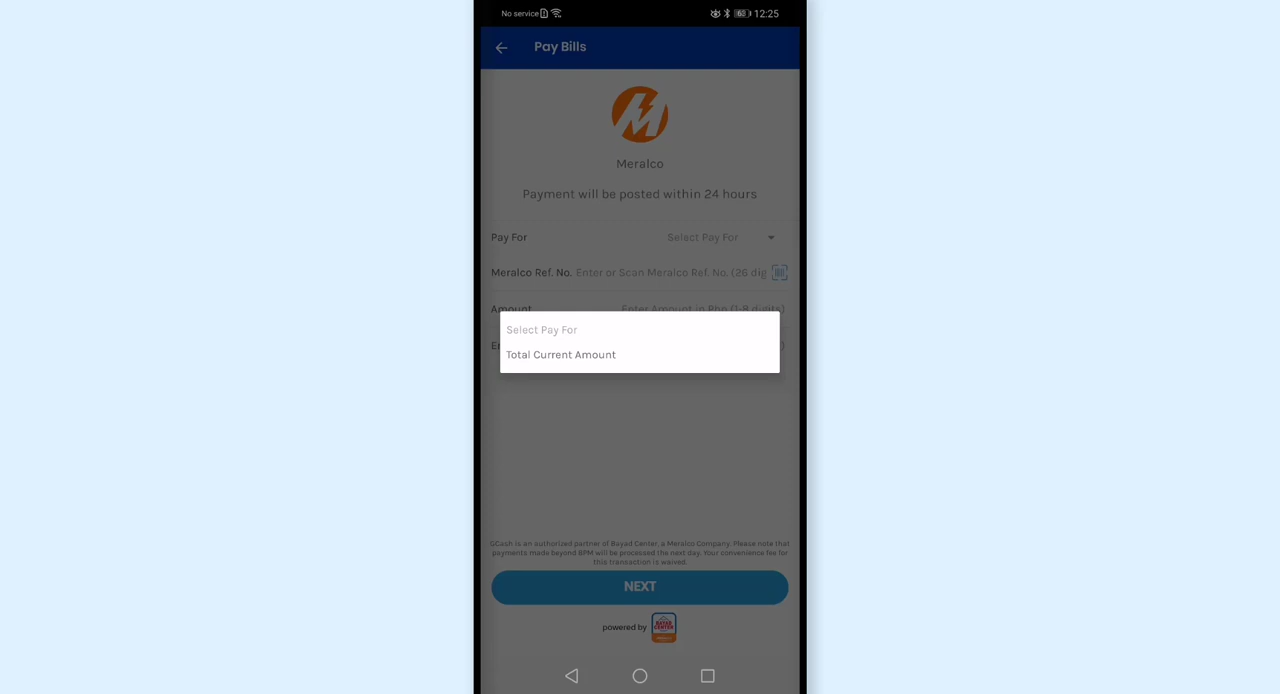 No service 63 12:25
Pay Bills
Meralco
Payment will be posted within 24 hours
Pay For Select Pay For
Meralco Ref. No. Enter or Scan Meralco Ref. No. (26 dig
Amount Enter Amount in Php (1-8 digits)
Select Pay For
Total Current Amount
GCash is an authorized partner of Bayad Center, a Meralco Company. Please note that
payments made beyond 8PM will be processed the next day. Your convenience fee for
this transaction is waived.
NEXT
powered by BAYAD
CENTER